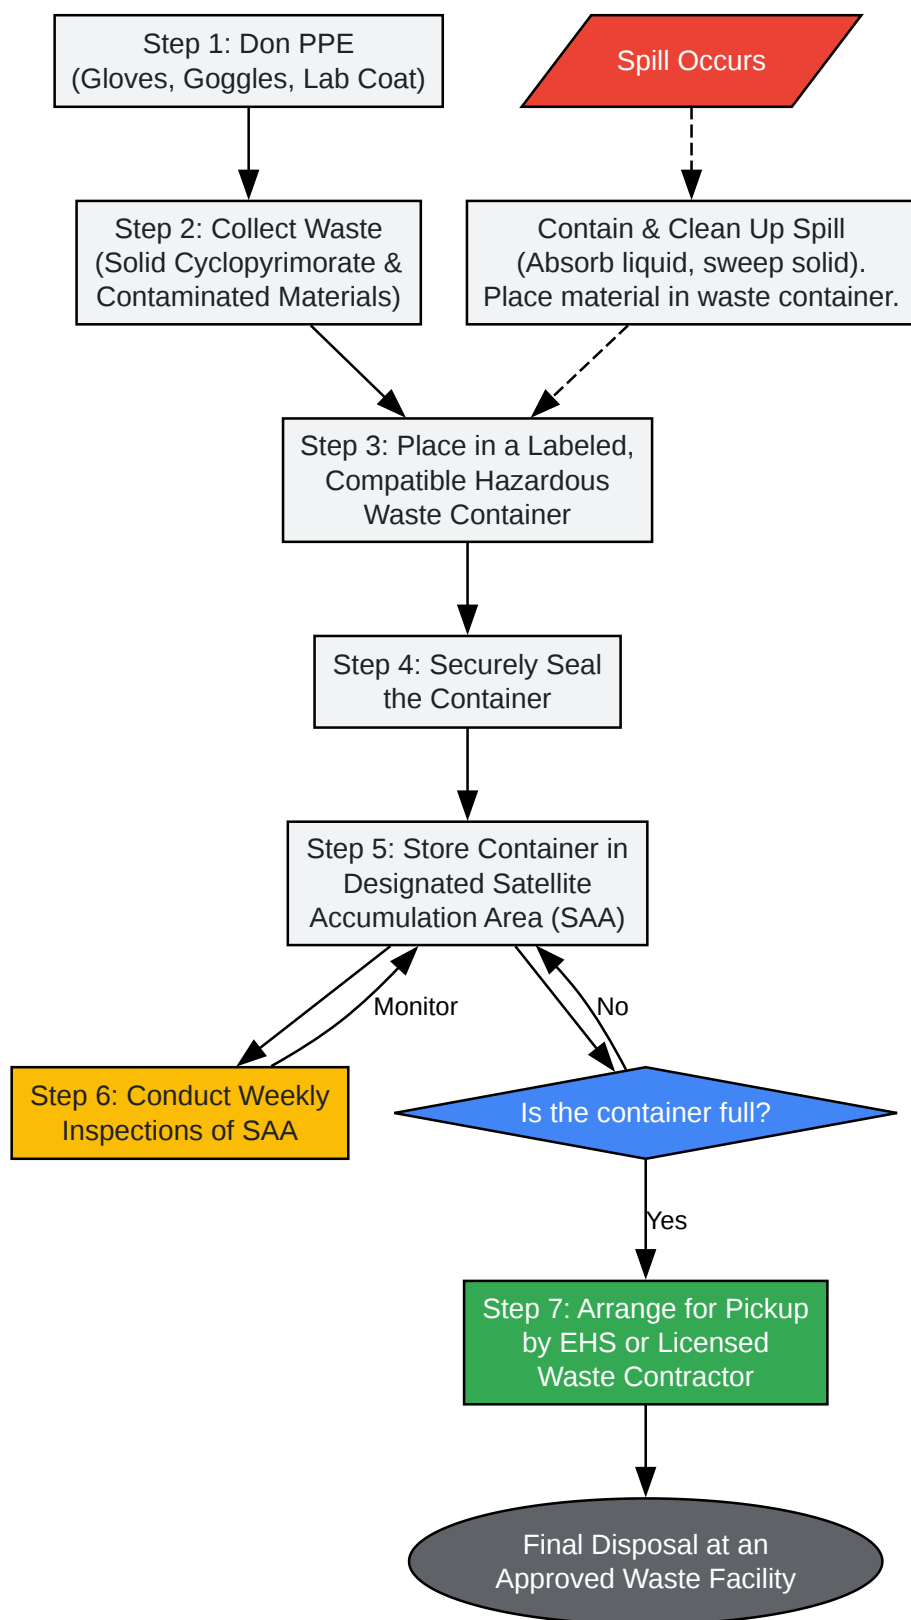 Step 1: Don PPE
(Gloves, Goggles, Lab Coat)
Spill Occurs
Step 2: Collect Waste
(Solid Cyclopyrimorate &
Contaminated Materials)
Contain & Clean Up Spill
(Absorb liquid, sweep solid).
Place material in waste container.
Step 3: Place in a Labeled,
Compatible Hazardous
Waste Container
Step 4: Securely Seal
the Container
Step 5: Store Container in
Designated Satellite
Accumulation Area (SAA)
Monitor
No
Step 6: Conduct Weekly
Inspections of SAA
Is the container full?
Yes
Step 7: Arrange for Pickup
by EHS or Licensed
Waste Contractor
Final Disposal at an
Approved Waste Facility